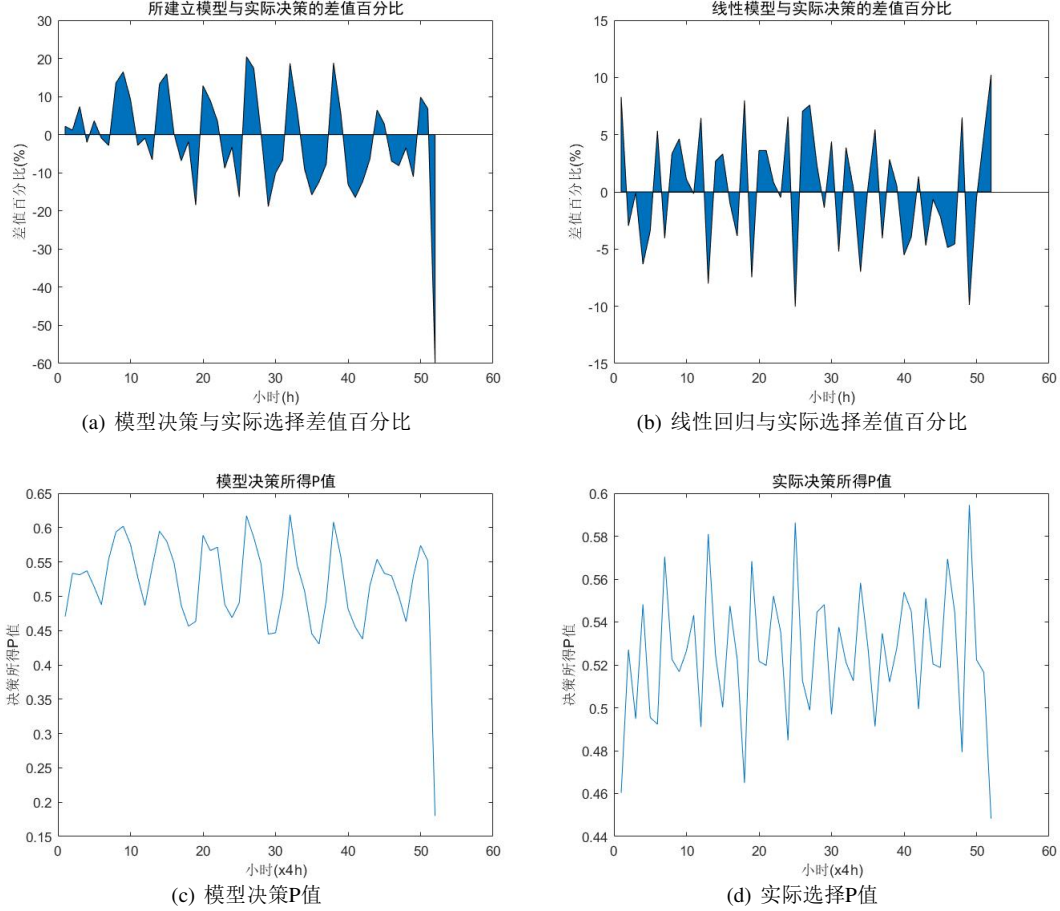 所建立模型与实际决策的差值百分比
30
20
10
0
-10
-20
-30
-40
-50
-60
差值百分比(%)
0 10 20 30 40 50 60
小时(h)
(a) 模型决策与实际选择差值百分比
线性模型与实际决策的差值百分比
15
10
5
0
-5
-10
-15
差值百分比(%)
0 10 20 30 40 50 60
小时(h)
(b) 线性回归与实际选择差值百分比
模型决策所得P值
0.65
0.6
0.55
0.5
0.45
0.4
0.35
0.3
0.25
0.2
0.15
决策所得P值
0 10 20 30 40 50 60
小时(x4h)
(c) 模型决策P值
实际决策所得P值
0.6
0.58
0.56
0.54
0.52
0.5
0.48
0.46
0.44
决策所得P值
0 10 20 30 40 50 60
小时(x4h)
(d) 实际选择P值